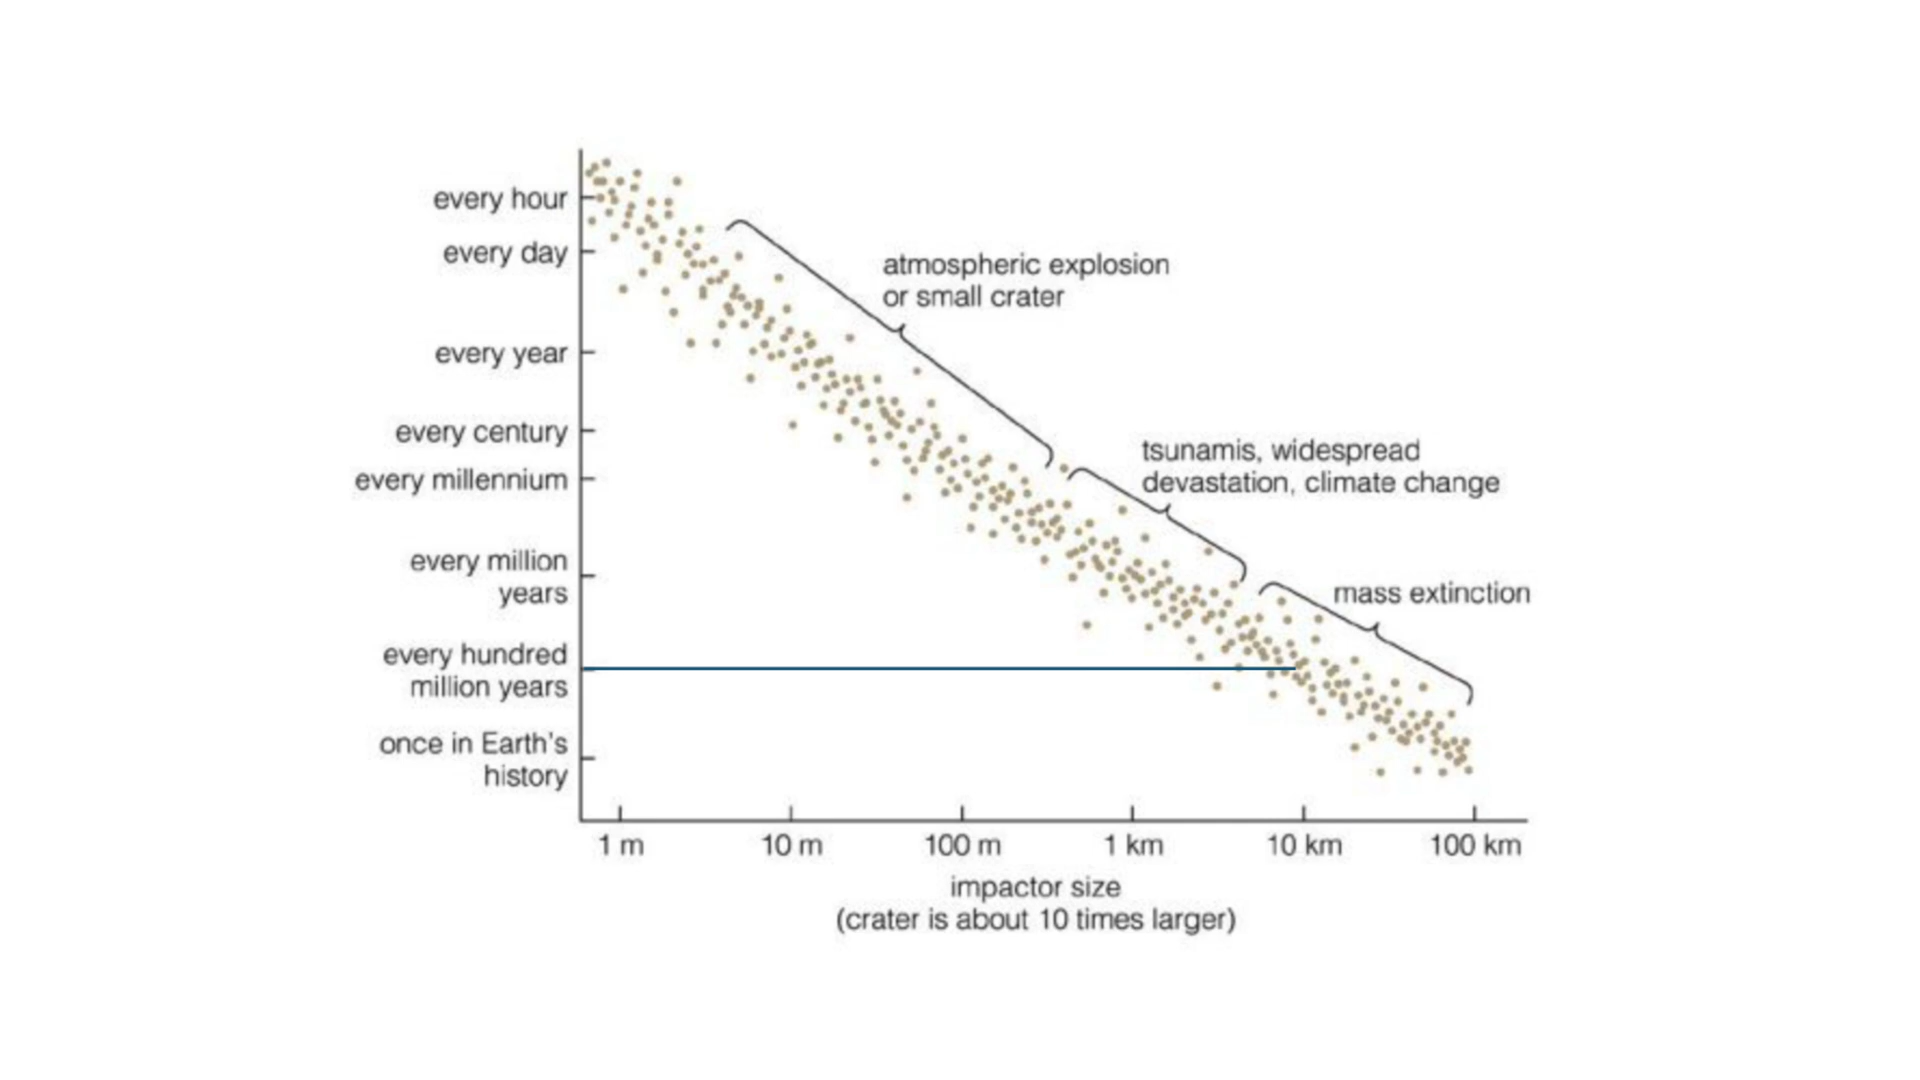 every hour
every day
every year
every century
every millennium
every million
years
every hundred
million years
once in Earth's
history
atmospheric explosion
or small crater
tsunamis, widespread
devastation, climate change
mass extinction
1 m
10 m
100 m
1 km
10 km
100 km
impactor size
(crater is about 10 times larger)